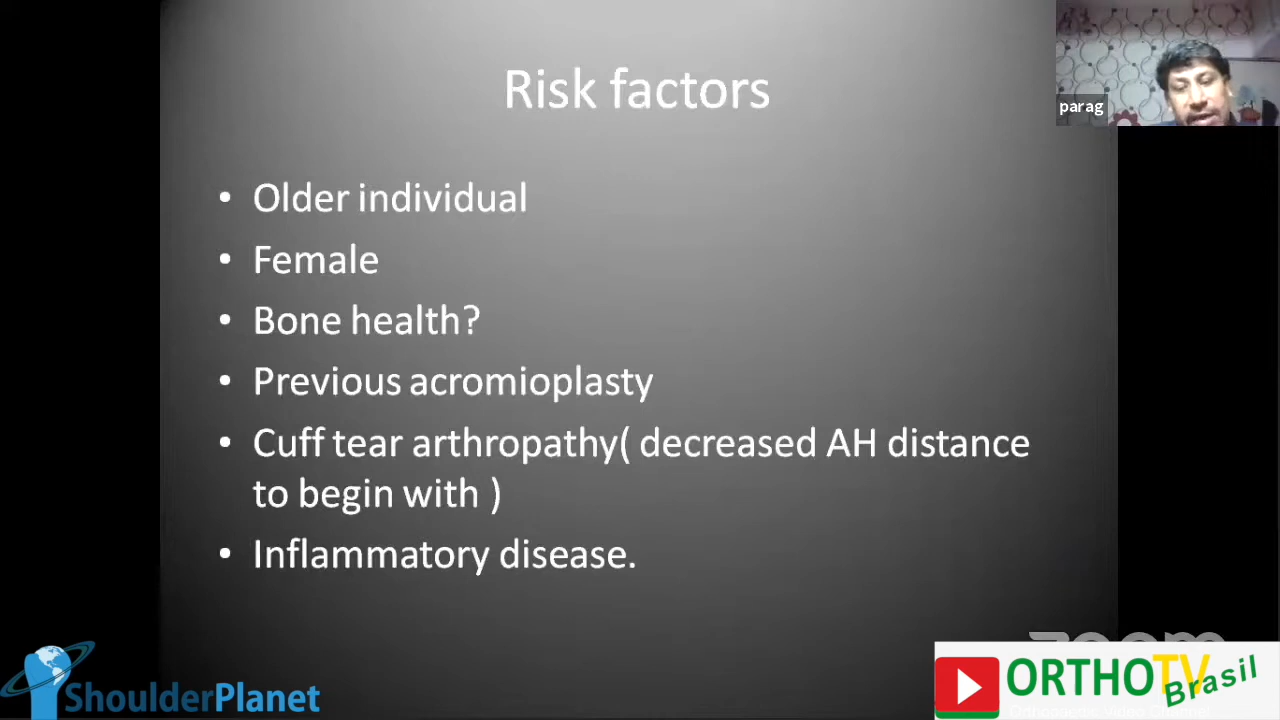 Risk factors
parag
• Older individual
• Female
• Bone health?
• Previous acromioplasty
• Cuff tear arthropathy( decreased AH distance
to begin with )
• Inflammatory disease.
zoom
ShoulderPlanet
ORTHOTV
Brasil